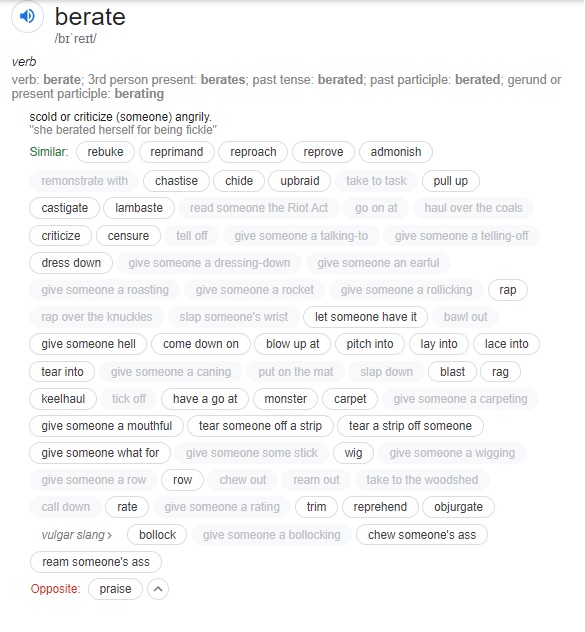 berate
/bɪˈreɪt/
verb
verb: berate; 3rd person present: berates; past tense: berated; past participle: berated; gerund or
present participle: berating
scold or criticize (someone) angrily.
"she berated herself for being fickle"
Similar: rebuke reprimand reproach reprove admonish
remonstrate with chastise chide upbraid take to task pull up
castigate lambaste read someone the Riot Act go on at haul over the coals
criticize censure tell off give someone a talking-to give someone a telling-off
dress down give someone a dressing-down give someone an earful
give someone a roasting give someone a rocket give someone a rollicking rap
rap over the knuckles slap someone's wrist let someone have it bawl out
give someone hell come down on blow up at pitch into lay into lace into
tear into give someone a caning put on the mat slap down blast rag
keelhaul tick off have a go at monster carpet give someone a carpeting
give someone a mouthful tear someone off a strip tear a strip off someone
give someone what for give someone some stick wig give someone a wigging
give someone a row row chew out ream out take to the woodshed
call down rate give someone a rating trim reprehend objurgate
vulgar slang bollock give someone a bollocking chew someone's ass
ream someone's ass
Opposite: praise